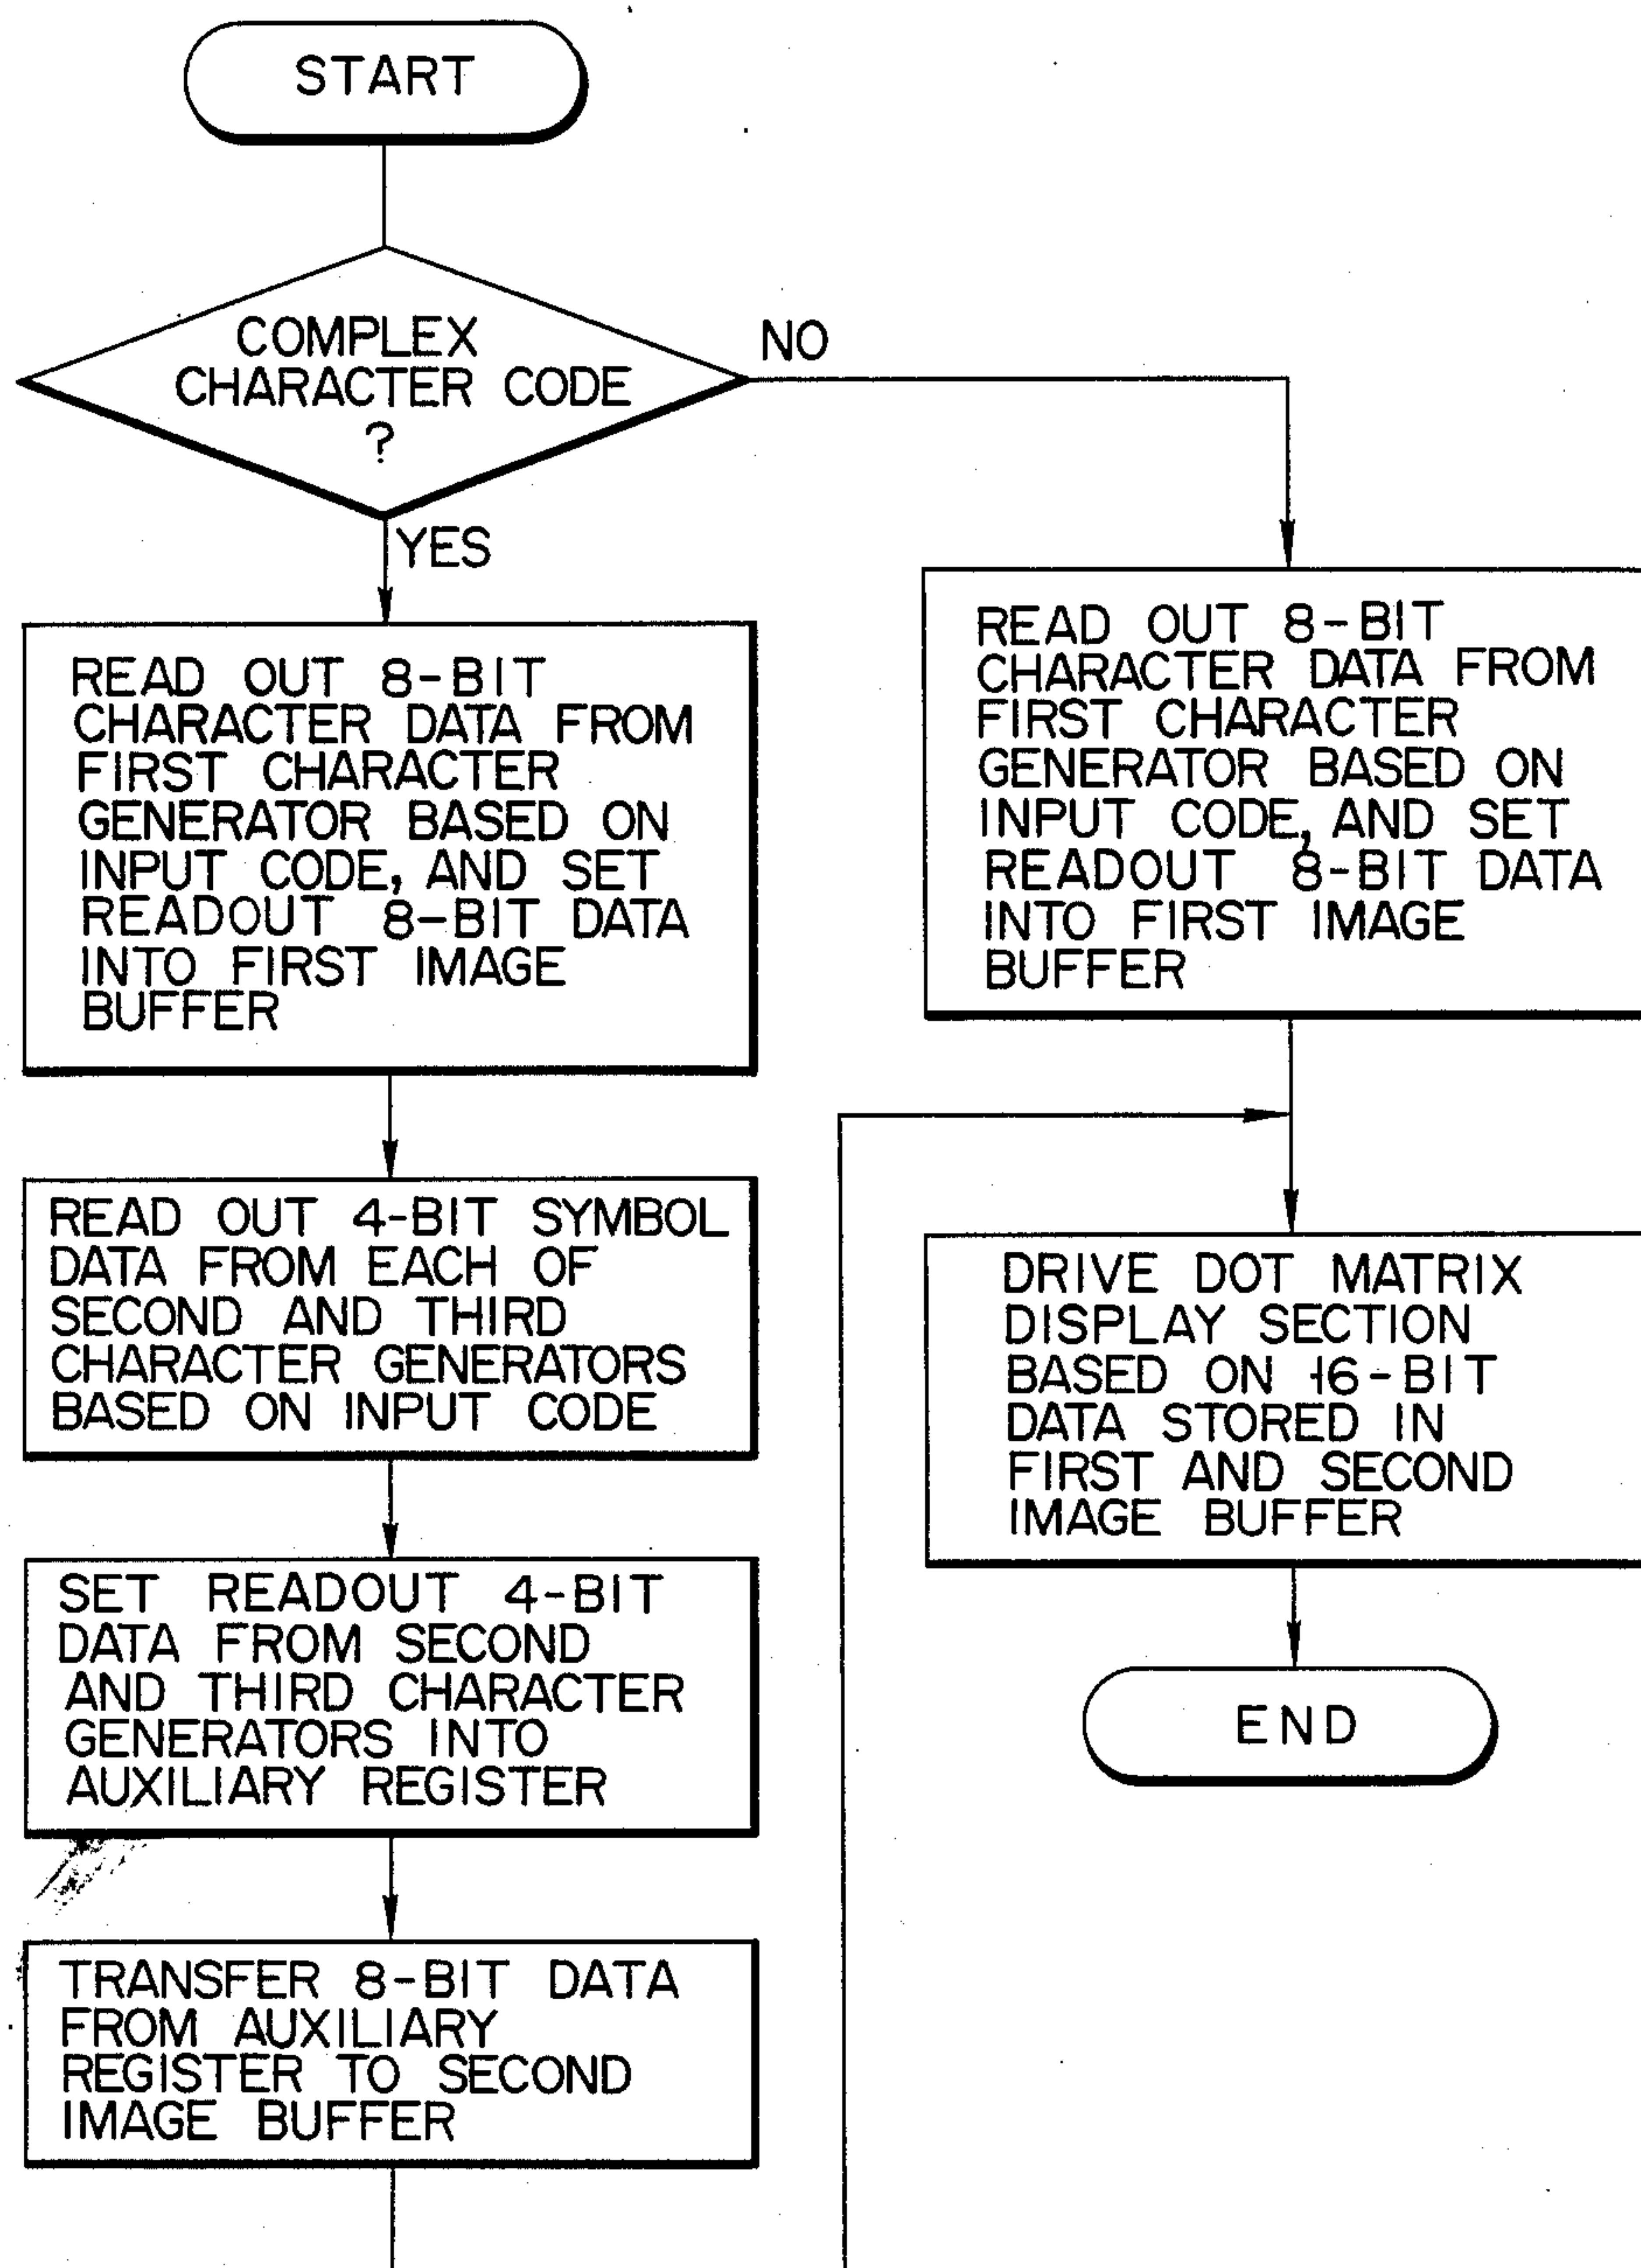 START
COMPLEX
CHARACTER CODE
?
NO
YES
READ OUT 8-BIT
CHARACTER DATA FROM
FIRST CHARACTER
GENERATOR BASED ON
INPUT CODE, AND SET
READOUT 8-BIT DATA
INTO FIRST IMAGE
BUFFER
READ OUT 4-BIT SYMBOL
DATA FROM EACH OF
SECOND AND THIRD
CHARACTER GENERATORS
BASED ON INPUT CODE
SET READOUT 4-BIT
DATA FROM SECOND
AND THIRD CHARACTER
GENERATORS INTO
AUXILIARY REGISTER
TRANSFER 8-BIT DATA
FROM AUXILIARY
REGISTER TO SECOND
IMAGE BUFFER
READ OUT 8-BIT
CHARACTER DATA FROM
FIRST CHARACTER
GENERATOR BASED ON
INPUT CODE, AND SET
READOUT 8-BIT DATA
INTO FIRST IMAGE
BUFFER
DRIVE DOT MATRIX
DISPLAY SECTION
BASED ON 16-BIT
DATA STORED IN
FIRST AND SECOND
IMAGE BUFFER
END